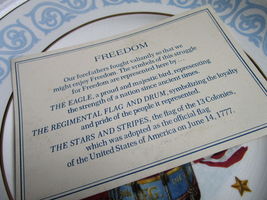 FREEDOM
Our forefathers fought valiantly so that we
might enjoy Freedom. The symbols of this struggle
for Freedom are represented here by . . .
THE EAGLE, a proud and majestic bird, representing
the strength of a nation since ancient times.
THE REGIMENTAL FLAG AND DRUM, symbolizing the loyalty
and pride of the people it represented.
THE STARS AND STRIPES, the flag of the 13 Colonies,
which was adopted as the official flag
of the United States of America on June 14, 1777.